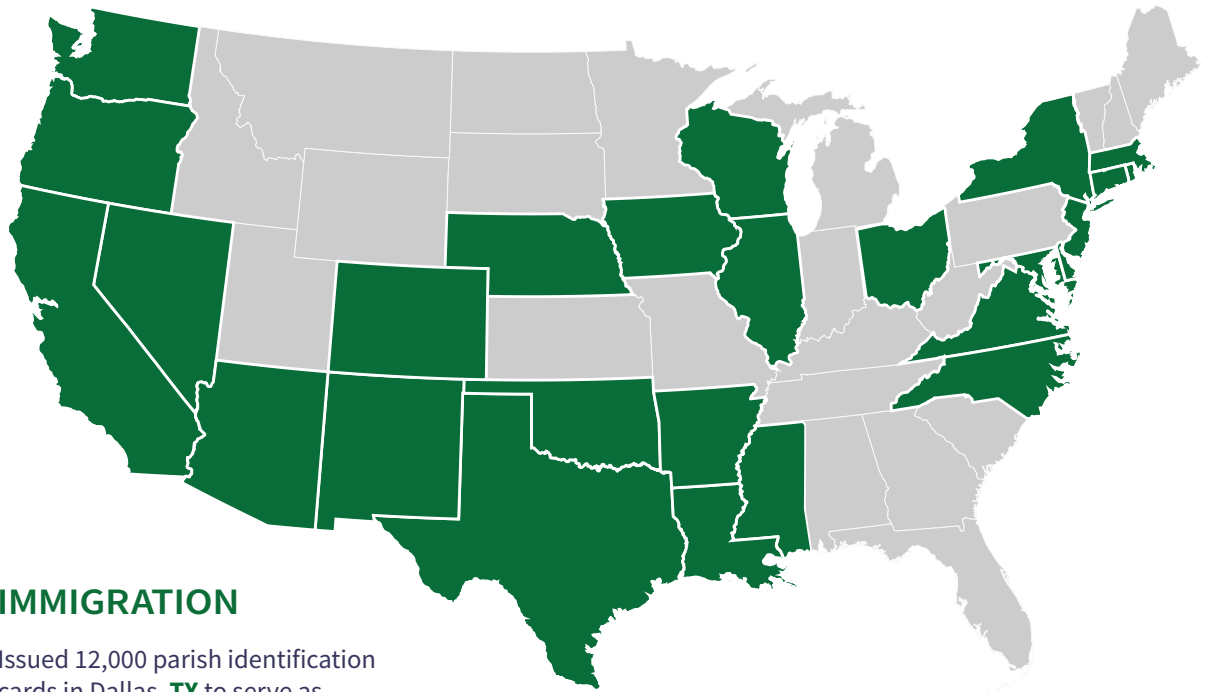 IMMIGRATION
Issued 12,000 parish identification
cards in Dallas, TX to serve as